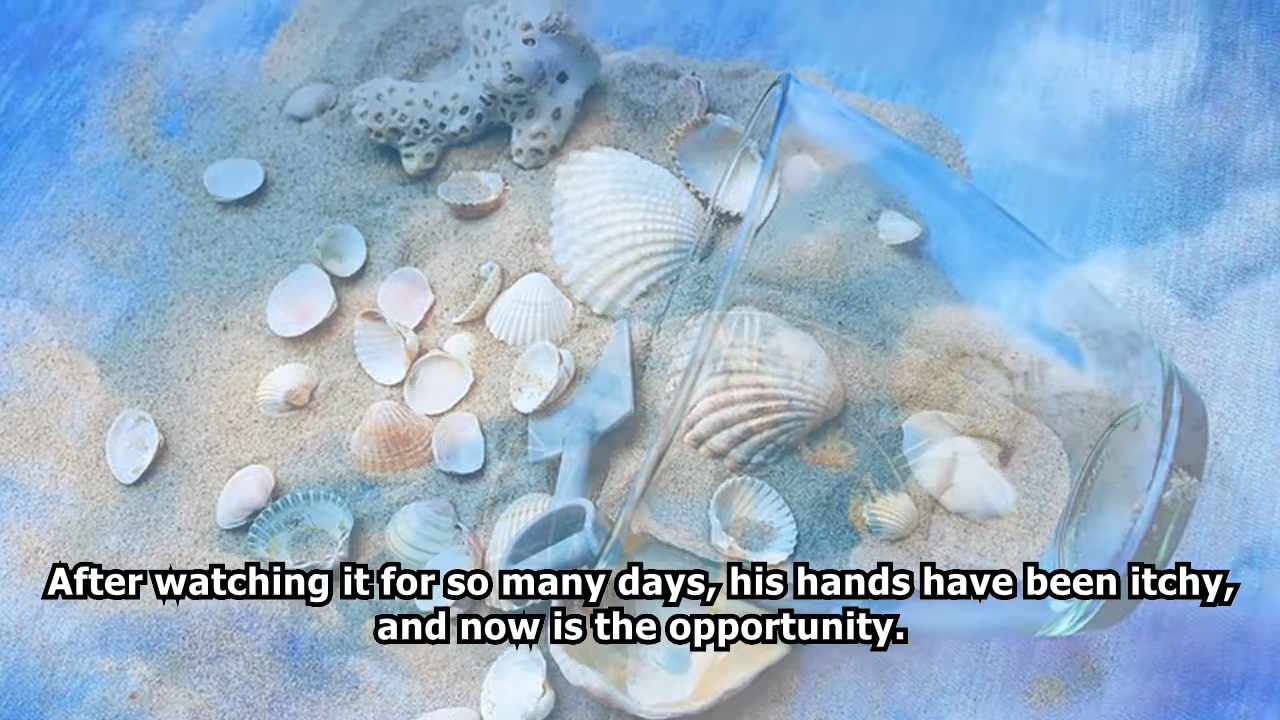 After watching it for so many days, his hands have been itchy,
and now is the opportunity.